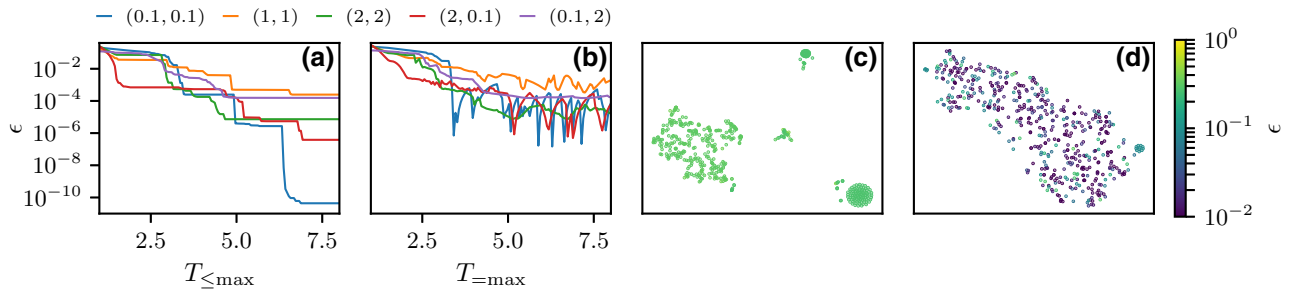 (0.1, 0.1) (1, 1) (2, 2) (2, 0.1) (0.1, 2)
(a) (b) (c) (d)
10^{-2} 10^{-4} 10^{-6} 10^{-8} 10^{-10}
ϵ
2.5 5.0 7.5
T_{≤max}
2.5 5.0 7.5
T_{=max}
10^{0} 10^{-1} 10^{-2}
ϵ